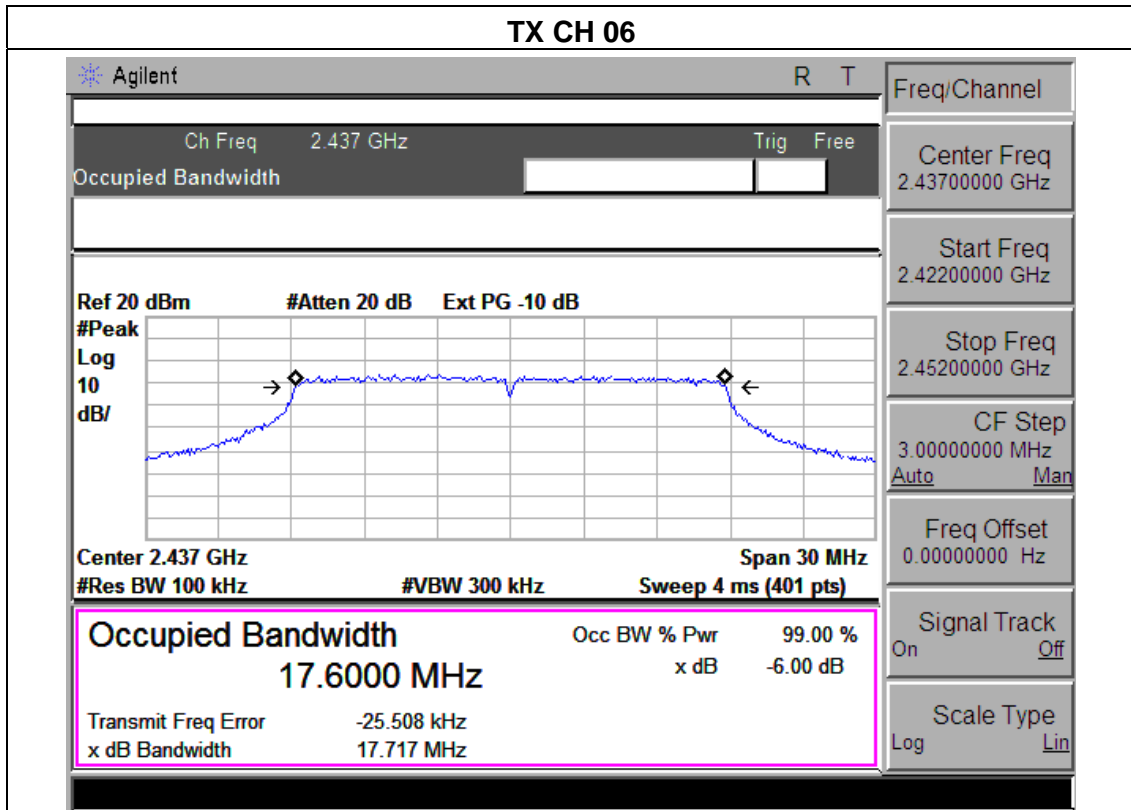 TX CH 06
Agilent R T
Freq/Channel
Ch Freq 2.437 GHz Trig Free
Occupied Bandwidth
Center Freq
2.43700000 GHz
Start Freq
2.42200000 GHz
Stop Freq
2.45200000 GHz
CF Step
3.00000000 MHz
Auto Man
Freq Offset
0.00000000 Hz
Signal Track
On Off
Scale Type
Log Lin
Ref 20 dBm #Atten 20 dB Ext PG -10 dB
#Peak
Log
10
dB/
Center 2.437 GHz Span 30 MHz
#Res BW 100 kHz #VBW 300 kHz Sweep 4 ms (401 pts)
Occupied Bandwidth Occ BW % Pwr 99.00 %
17.6000 MHz x dB -6.00 dB
Transmit Freq Error -25.508 kHz
x dB Bandwidth 17.717 MHz